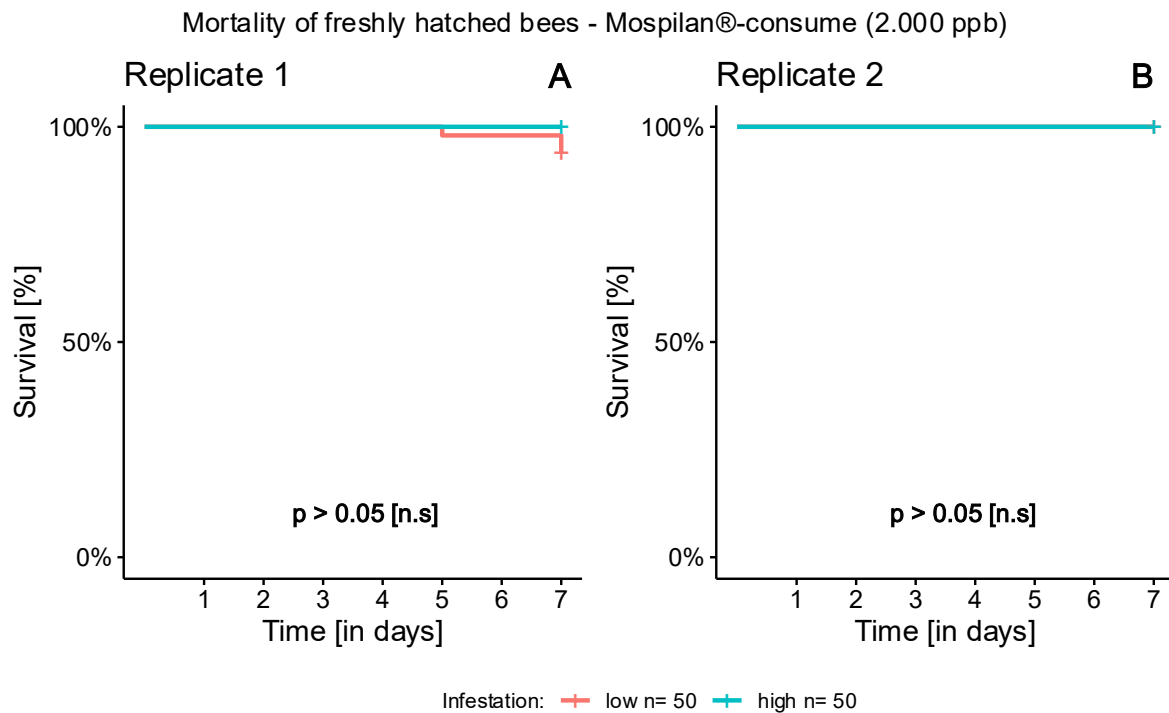 Mortality of freshly hatched bees - Mospilan®-consume (2.000 ppb)
Replicate 1
A
Survival [%]
100%
50%
0%
p > 0.05 [n.s]
1 2 3 4 5 6 7
Time [in days]
Replicate 2
B
Survival [%]
100%
50%
0%
p > 0.05 [n.s]
1 2 3 4 5 6 7
Time [in days]
Infestation: low n= 50 high n= 50